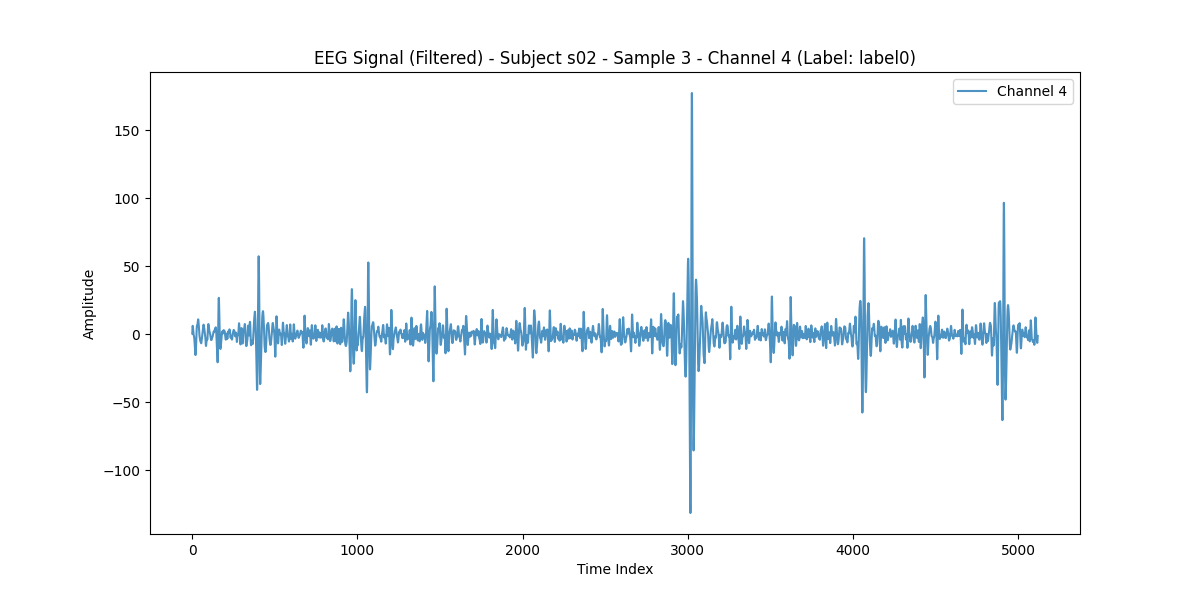 EEG Signal (Filtered) - Subject s02 - Sample 3 - Channel 4 (Label: label0)
Channel 4
150
100
50
0
−50
−100
Amplitude
0 1000 2000 3000 4000 5000
Time Index